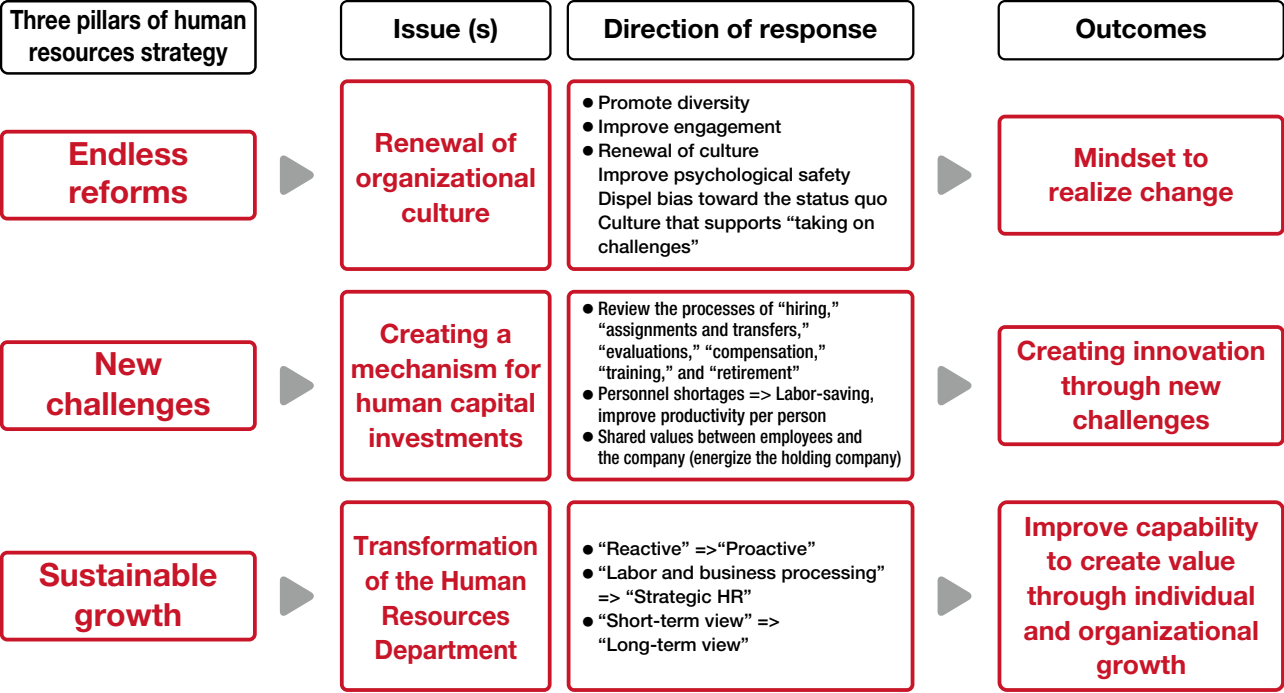 Three pillars of human
resources strategy
Issue (s)
Direction of response
Outcomes
Endless
reforms
Renewal of
organizational
culture
● Promote diversity
● Improve engagement
● Renewal of culture
Improve psychological safety
Dispel bias toward the status quo
Culture that supports “taking on
challenges”
Mindset to
realize change
New
challenges
Creating a
mechanism for
human capital
investments
● Review the processes of “hiring,”
“assignments and transfers,”
“evaluations,” “compensation,”
“training,” and “retirement”
● Personnel shortages => Labor-saving,
improve productivity per person
● Shared values between employees and
the company (energize the holding company)
Creating innovation
through new
challenges
Sustainable
growth
Transformation
of the Human
Resources
Department
● “Reactive” =>“Proactive”
● “Labor and business processing”
=> “Strategic HR”
● “Short-term view” =>
“Long-term view”
Improve capability
to create value
through individual
and organizational
growth